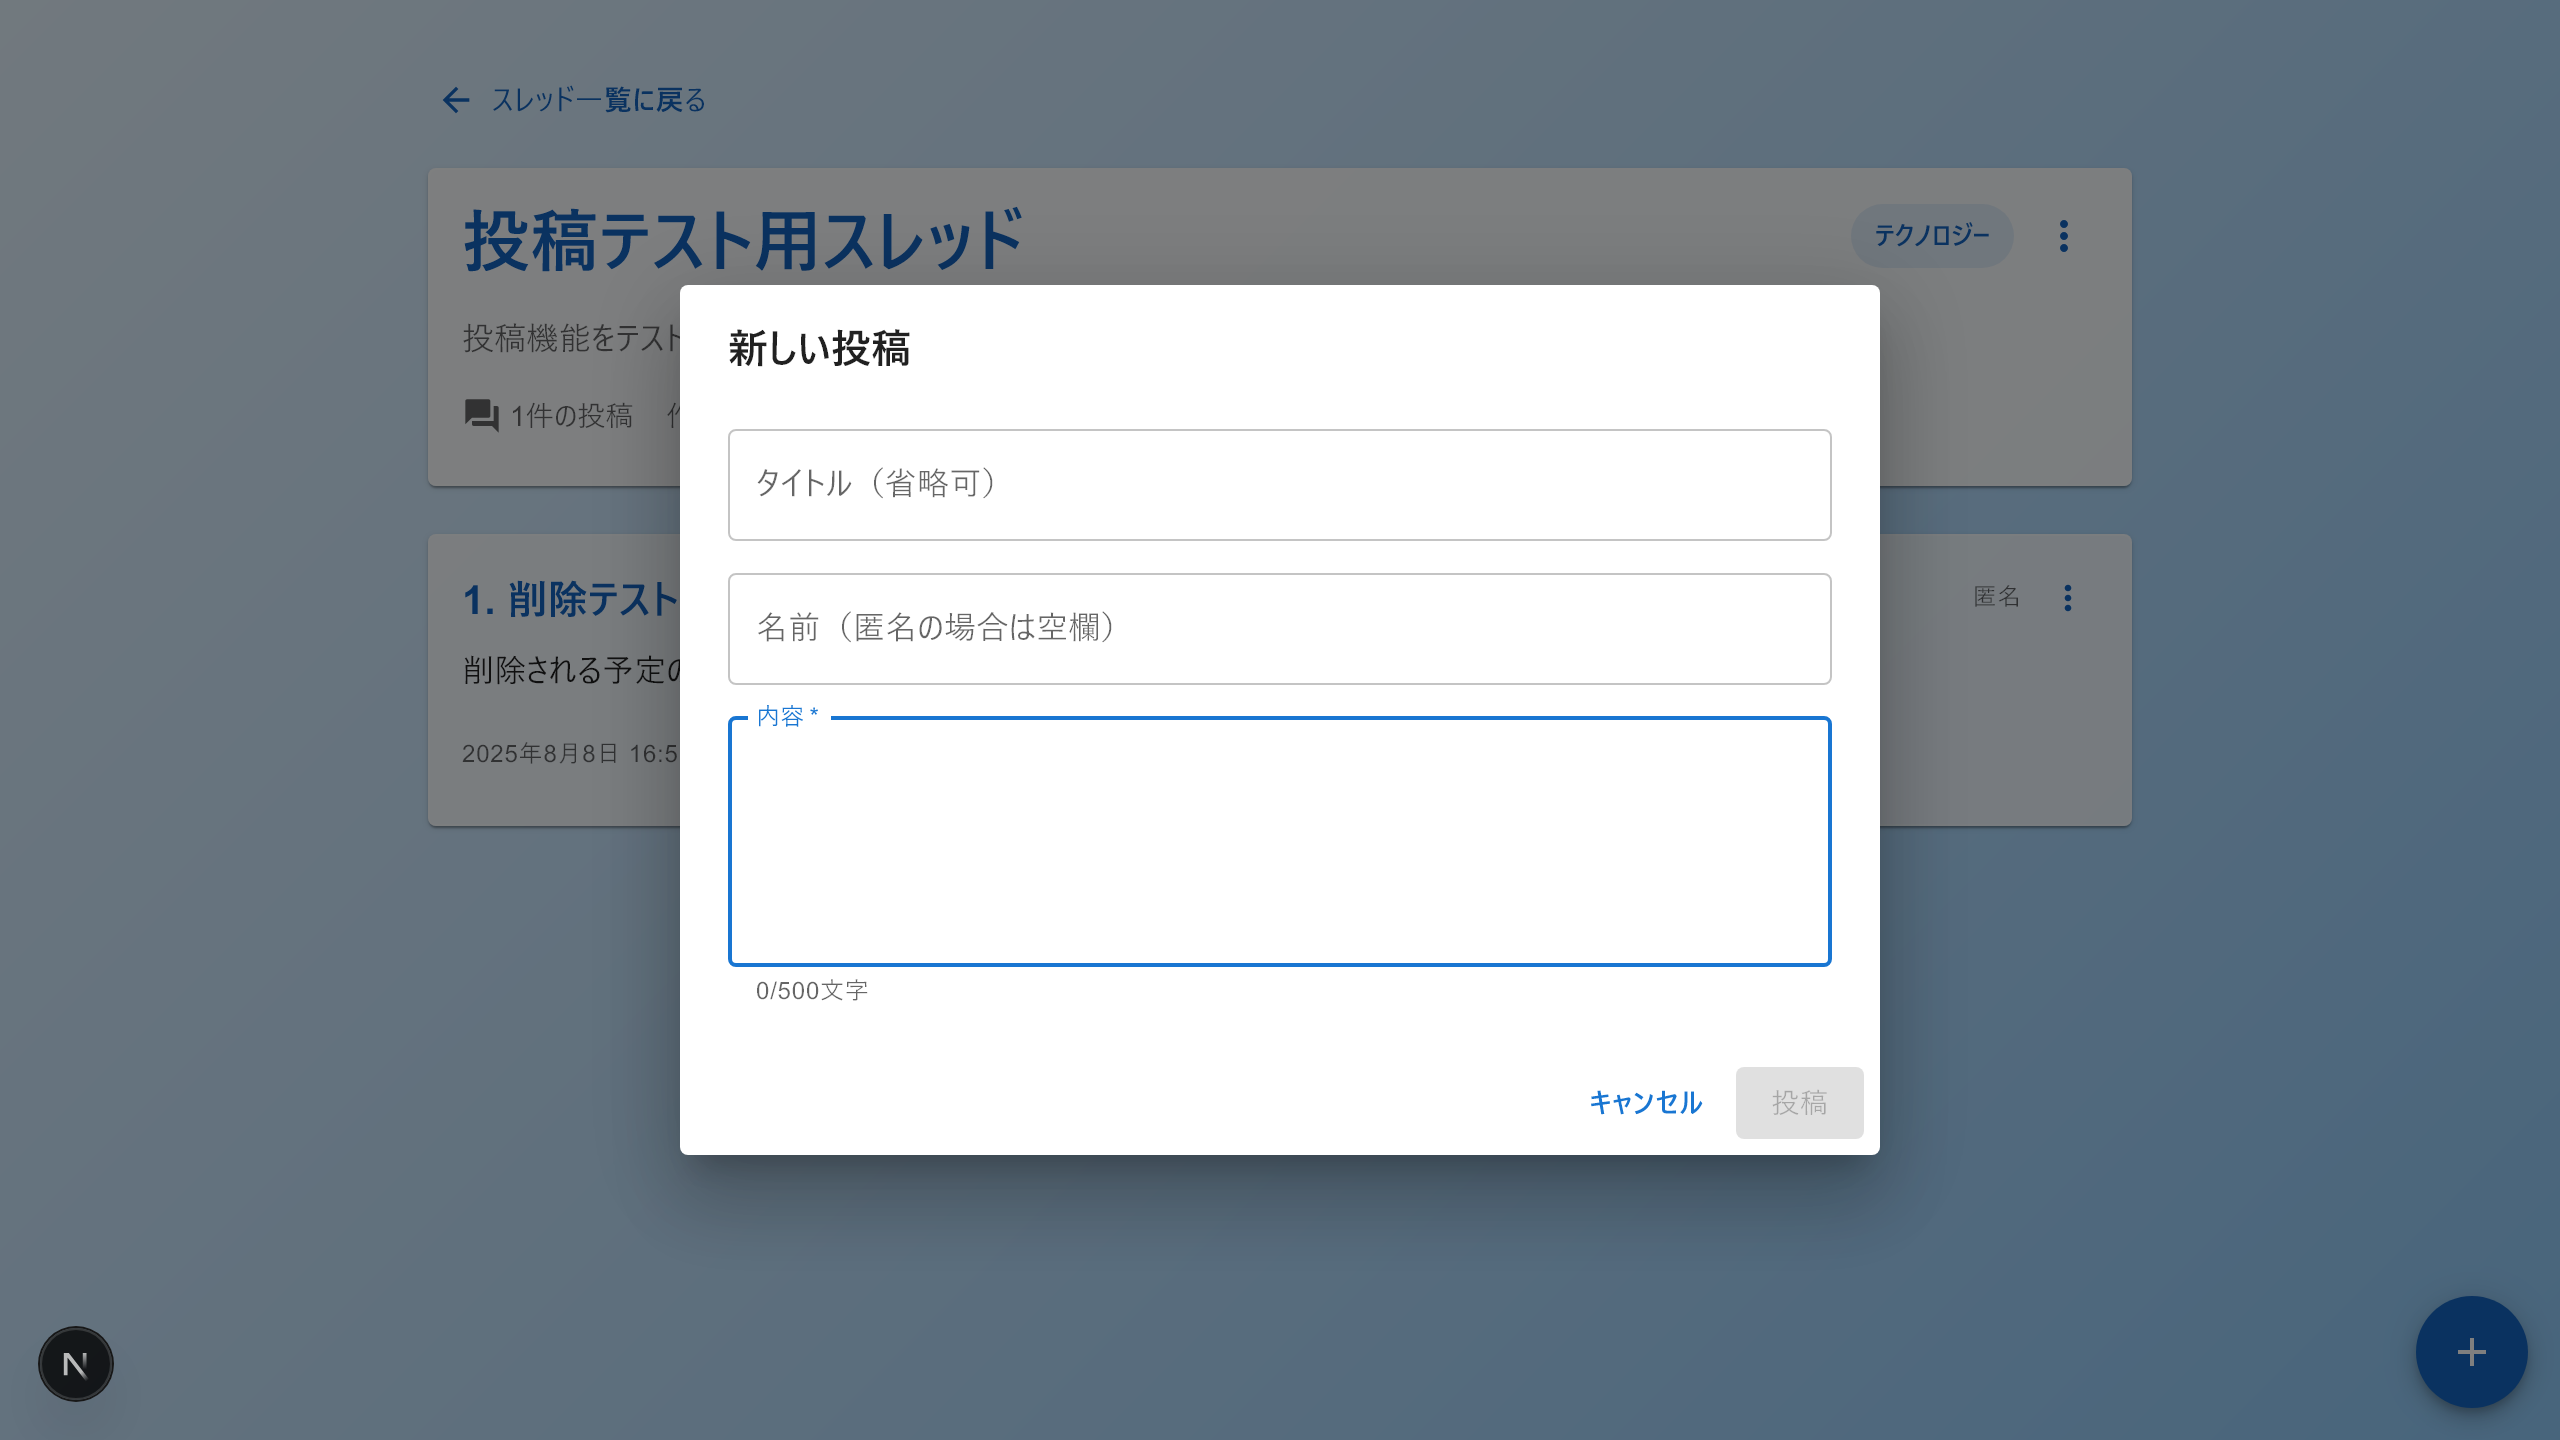 スレッド一覧に戻る
投稿テスト用スレッド
テクノロジー
投稿機能をテスト
1件の投稿
新しい投稿
タイトル（省略可）
名前（匿名の場合は空欄）
内容 *
0/500文字
キャンセル
投稿
1. 削除テスト
匿名
削除される予定の
2025年8月8日 16:5
N